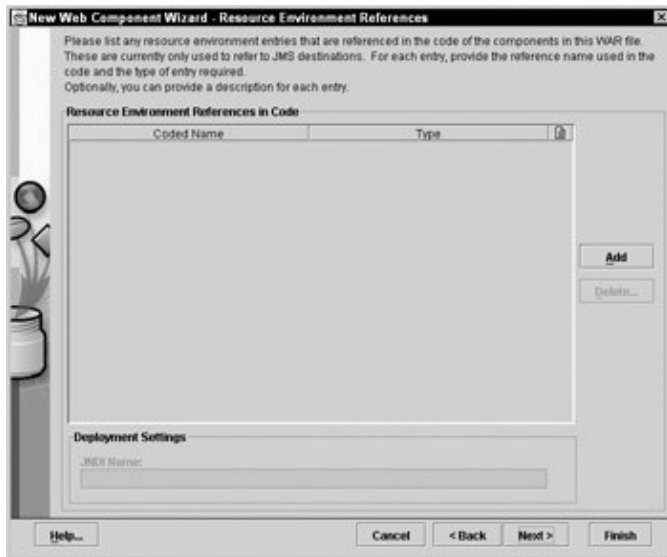 New Web Component Wizard - Resource Environment References
Please list any resource environment entries that are referenced in the code of the components in this WAR file.
These are currently only used to refer to JMS destinations. For each entry, provide the reference name used in the
code and the type of entry required.
Optionally, you can provide a description for each entry.
Resource Environment References in Code
Coded Name Type
Add
Delete...
Deployment Settings
JNDI Name:
Help... Cancel < Back Next > Finish